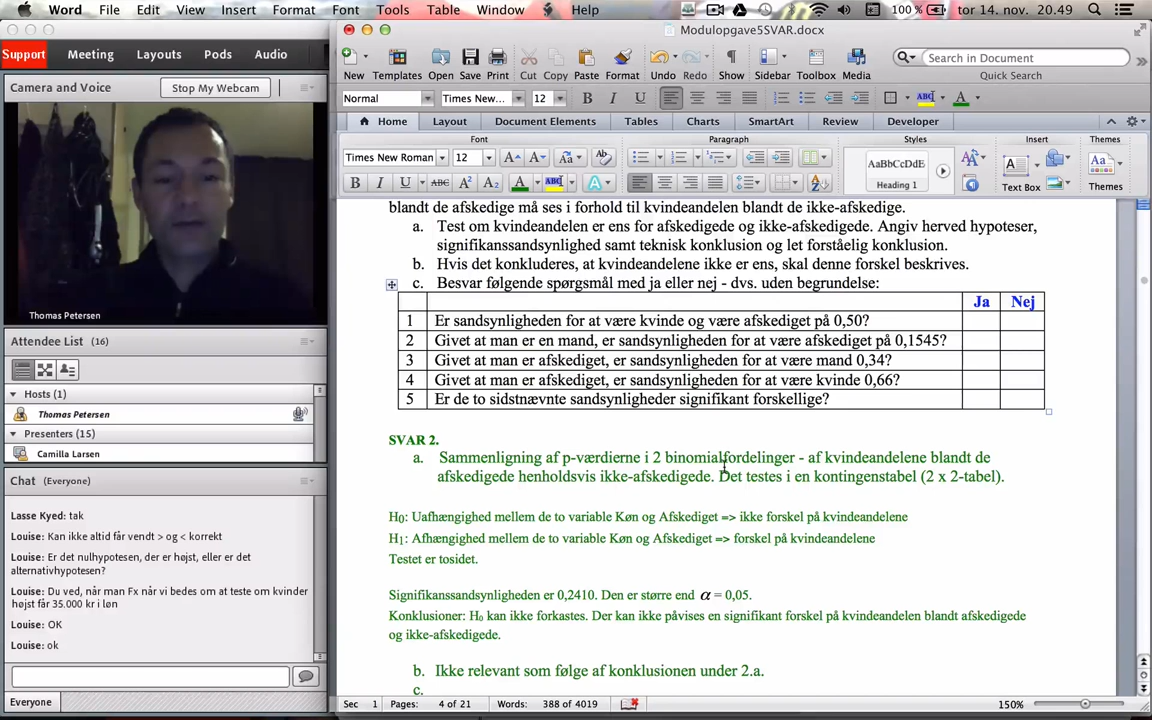 Word File Edit View Insert Format Font Tools Table Window Help 100 % tor 14. nov. 20.49
Support Meeting Layouts Pods Audio
Camera and Voice
Stop My Webcam
Thomas Petersen
Attendee List (16)
Hosts (1)
Thomas Petersen
Presenters (15)
Camilla Larsen
Chat (Everyone)
Lasse Kyed: tak
Louise: Kan ikke altid får vendt > og < korrekt
Louise: Er det nulhypotesen, der er højst, eller er det
alternativhypotesen?
Louise: Du ved, når man Fx når vi bedes om at teste om kvinder
højst får 35.000 kr i løn
Louise: OK
Louise: ok
Everyone
Modulopgave5SVAR.docx
New Templates Open Save Print Cut Copy Paste Format Undo Redo Show Sidebar Toolbox Media
Search in Document
Quick Search
Normal Times New... 12 B I U ABC A
Home Layout Document Elements Tables Charts SmartArt Review Developer
Font Paragraph Styles Insert Themes
Times New Roman 12 Aa
B I U ABC A² A₂ A ABC A
AaBbCcDdE
Heading 1
Text Box
Themes
blandt de afskedige må ses i forhold til kvindeandelen blandt de ikke-afskedige.
a. Test om kvindeandelen er ens for afskedigede og ikke-afskedigede. Angiv herved hypoteser,
signifikanssandsynlighed samt teknisk konklusion og let forståelig konklusion.
b. Hvis det konkluderes, at kvindeandelene ikke er ens, skal denne forskel beskrives.
c. Besvar følgende spørgsmål med ja eller nej - dvs. uden begrundelse:
Ja Nej
1 Er sandsynligheden for at være kvinde og være afskediget på 0,50?
2 Givet at man er en mand, er sandsynligheden for at være afskediget på 0,1545?
3 Givet at man er afskediget, er sandsynligheden for at være mand 0,34?
4 Givet at man er afskediget, er sandsynligheden for at være kvinde 0,66?
5 Er de to sidstnævnte sandsynligheder signifikant forskellige?
SVAR 2.
a. Sammenligning af p-værdierne i 2 binomialfordelinger - af kvindeandelene blandt de
afskedigede henholdsvis ikke-afskedigede. Det testes i en kontingenstabel (2 x 2-tabel).
H0: Uafhængighed mellem de to variable Køn og Afskediget => ikke forskel på kvindeandelene
H1: Afhængighed mellem de to variable Køn og Afskediget => forskel på kvindeandelene
Testet er tosidet.
Signifikanssandsynligheden er 0,2410. Den er større end α = 0,05.
Konklusioner: H0 kan ikke forkastes. Der kan ikke påvises en signifikant forskel på kvindeandelen blandt afskedigede
og ikke-afskedigede.
b. Ikke relevant som følge af konklusionen under 2.a.
c.
Sec 1 Pages: 4 of 21 Words: 388 of 4019 150%